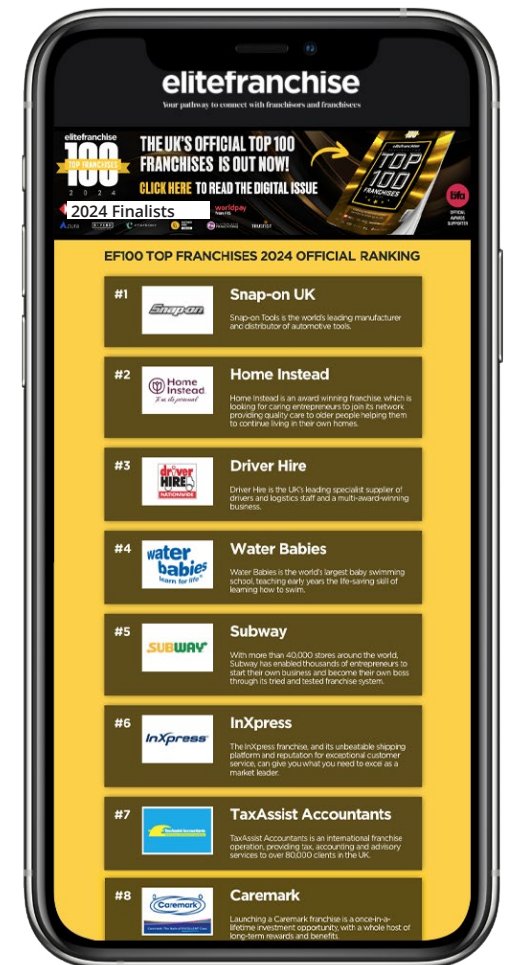 elitefranchise
Your pathway to connect with franchisors and franchisees
elitefranchise
100
TOP FRANCHISES
2 0 2 4
THE UK'S OFFICIAL TOP 100
FRANCHISES IS OUT NOW!
CLICK HERE TO READ THE DIGITAL ISSUE
TOP
100
FRANCHISES
bfa
OFFICIAL
AWARDS
SUPPORTER
2024 Finalists
worldpay
Azura
EF100 TOP FRANCHISES 2024 OFFICIAL RANKING
#1
Snap-on
Snap-on UK
Snap-on Tools is the world's leading manufacturer
and distributor of automotive tools.
#2
Home
Instead
Home Instead
Home Instead is an award winning franchise which is
looking for caring entrepreneurs to join its network
providing quality care to older people helping them
to continue living in their own homes.
#3
driver
HIRE
NATIONWIDE
Driver Hire
Driver Hire is the UK's leading specialist supplier of
drivers and logistics staff and a multi-award-winning
business.
#4
water
babies
learn for life
Water Babies
Water Babies is the world's largest baby swimming
school, teaching early years the life-saving skill of
learning how to swim.
#5
SUBWAY
Subway
With more than 40,000 stores around the world,
Subway has enabled thousands of entrepreneurs to
start their own business and become their own boss
through its tried and tested franchise system.
#6
InXpress
InXpress
The InXpress franchise, and its unbeatable shipping
platform and reputation for exceptional customer
service, can give you what you need to excel as a
market leader.
#7
TaxAssist Accountants
TaxAssist Accountants
TaxAssist Accountants is an international franchise
operation, providing tax, accounting and advisory
services to over 80,000 clients in the UK.
#8
Caremark
Caremark
Launching a Caremark franchise is a once-in-a-
lifetime investment opportunity, with a whole host of
long-term rewards and benefits.